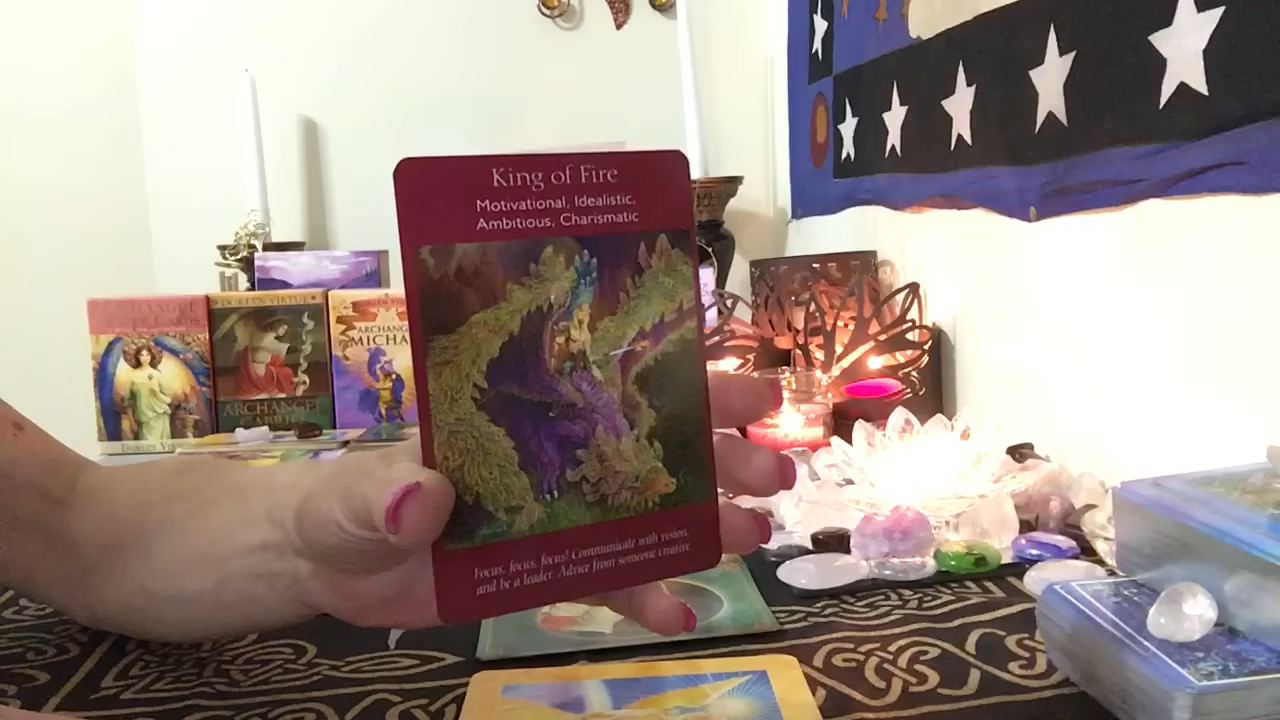 King of Fire
Motivational, Idealistic,
Ambitious, Charismatic
Focus, focus, focus! Communicate with vision,
and be a leader. Advice from someone creative
DOREEN VIRTUE
ARCHANGEL
ARCHANG
MICHA